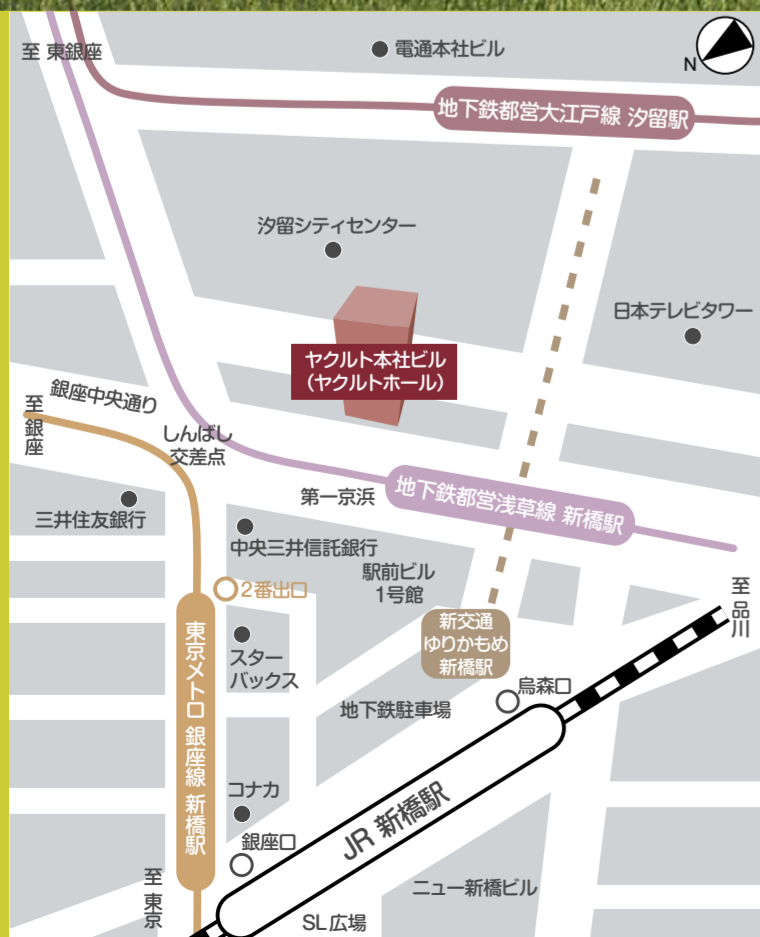 至 東銀座
電通本社ビル
N
地下鉄都営大江戸線 汐留駅
汐留シティセンター
日本テレビタワー
ヤクルト本社ビル
(ヤクルトホール)
銀座中央通り
至 銀座
しんばし
交差点
第一京浜
地下鉄都営浅草線 新橋駅
三井住友銀行
中央三井信託銀行
駅前ビル
1号館
2番出口
至 品川
新交通
ゆりかもめ
新橋駅
東京メトロ 銀座線 新橋駅
スター
バックス
烏森口
地下鉄駐車場
コナカ
JR 新橋駅
銀座口
至 東京
ニュー新橋ビル
SL広場